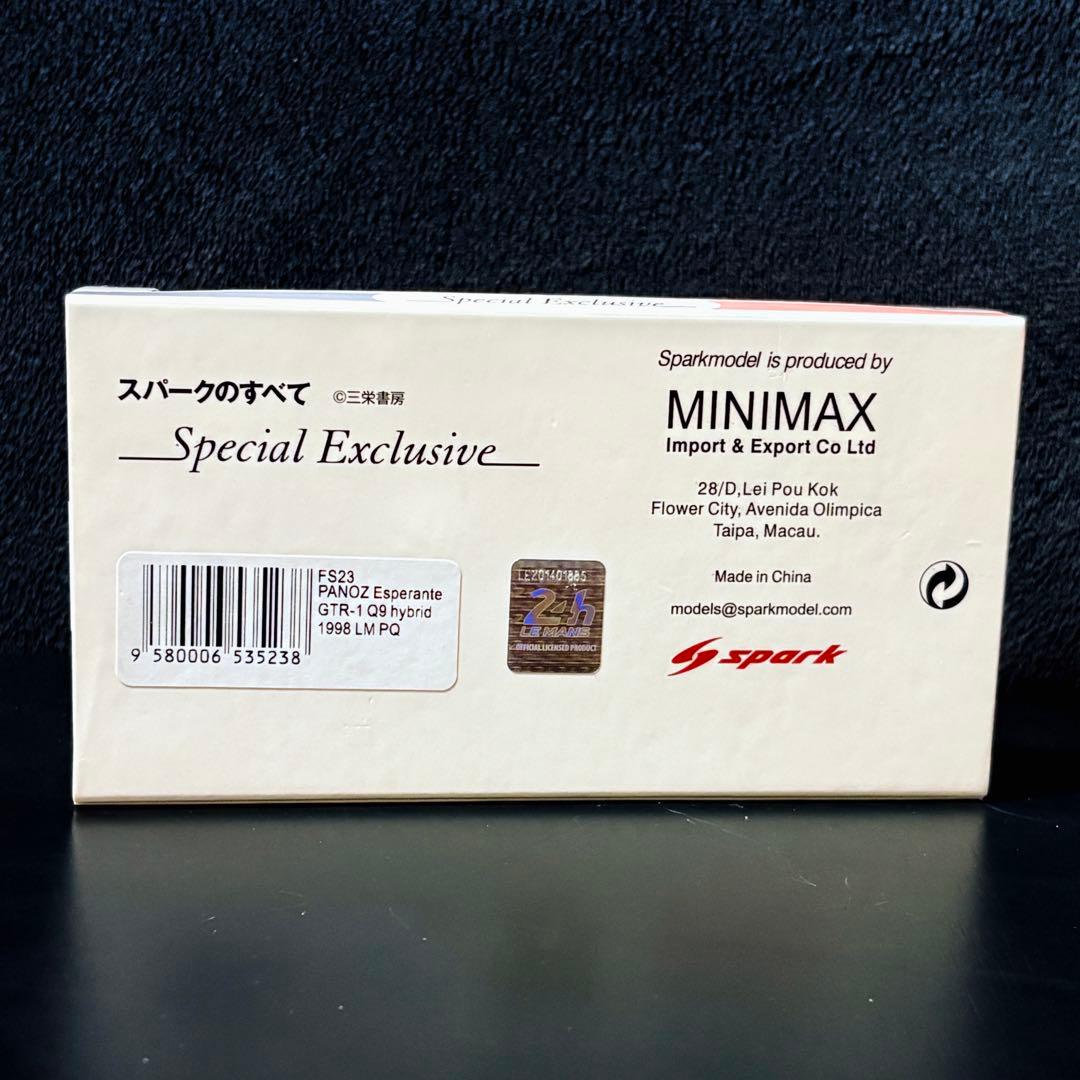 Special Exclusive
スパークのすべて ©三栄書房
Special Exclusive
FS23
PANOZ Esperante
GTR-1 Q9 hybrid
1998 LM PQ
9 580006 535238
LE201401885
24h
LE MANS
OFFICIAL LICENSED PRODUCT
Sparkmodel is produced by
MINIMAX
Import & Export Co Ltd
28/D,Lei Pou Kok
Flower City, Avenida Olimpica
Taipa, Macau.
Made in China
models@sparkmodel.com
spark